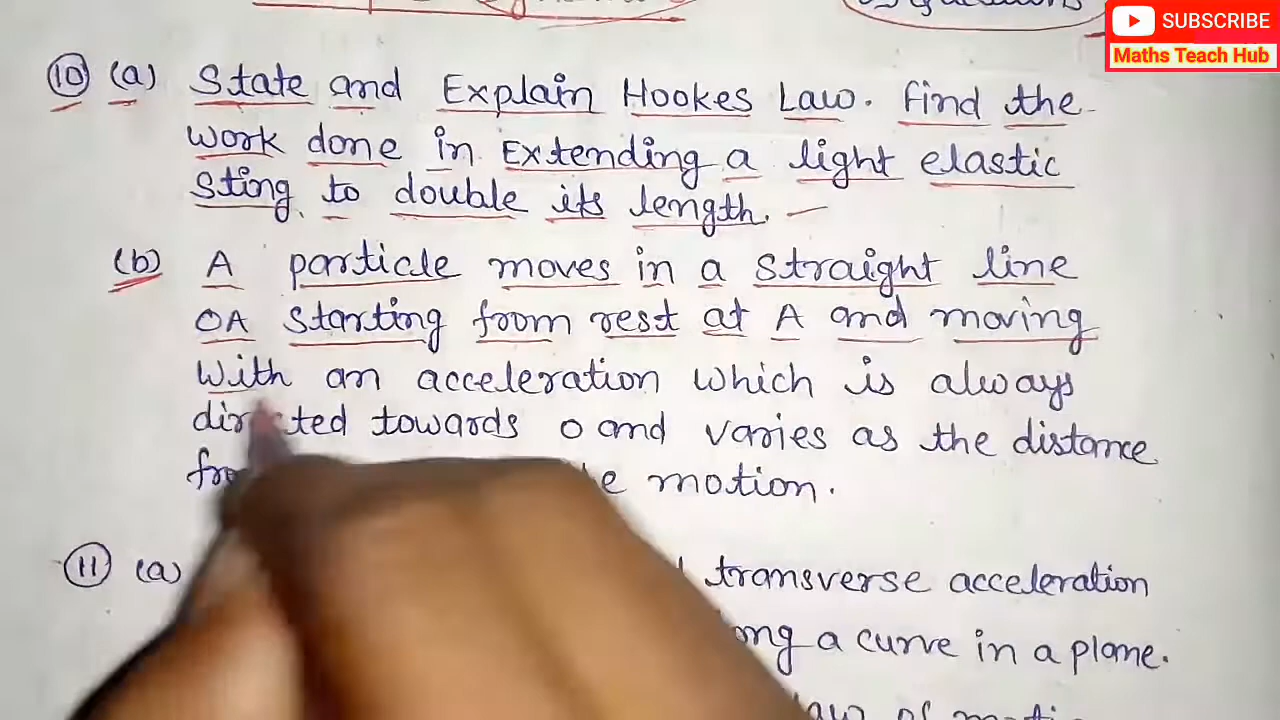 SUBSCRIBE
Maths Teach Hub
10 (a) State and Explain Hookes Law. Find the
work done in Extending a light elastic
Sting to double its length.
(b) A particle moves in a straight line
OA starting from rest at A and moving
With an acceleration which is always
directed towards O and varies as the distance
motion.
11 (a) transverse acceleration
a curve in a plane.
law of